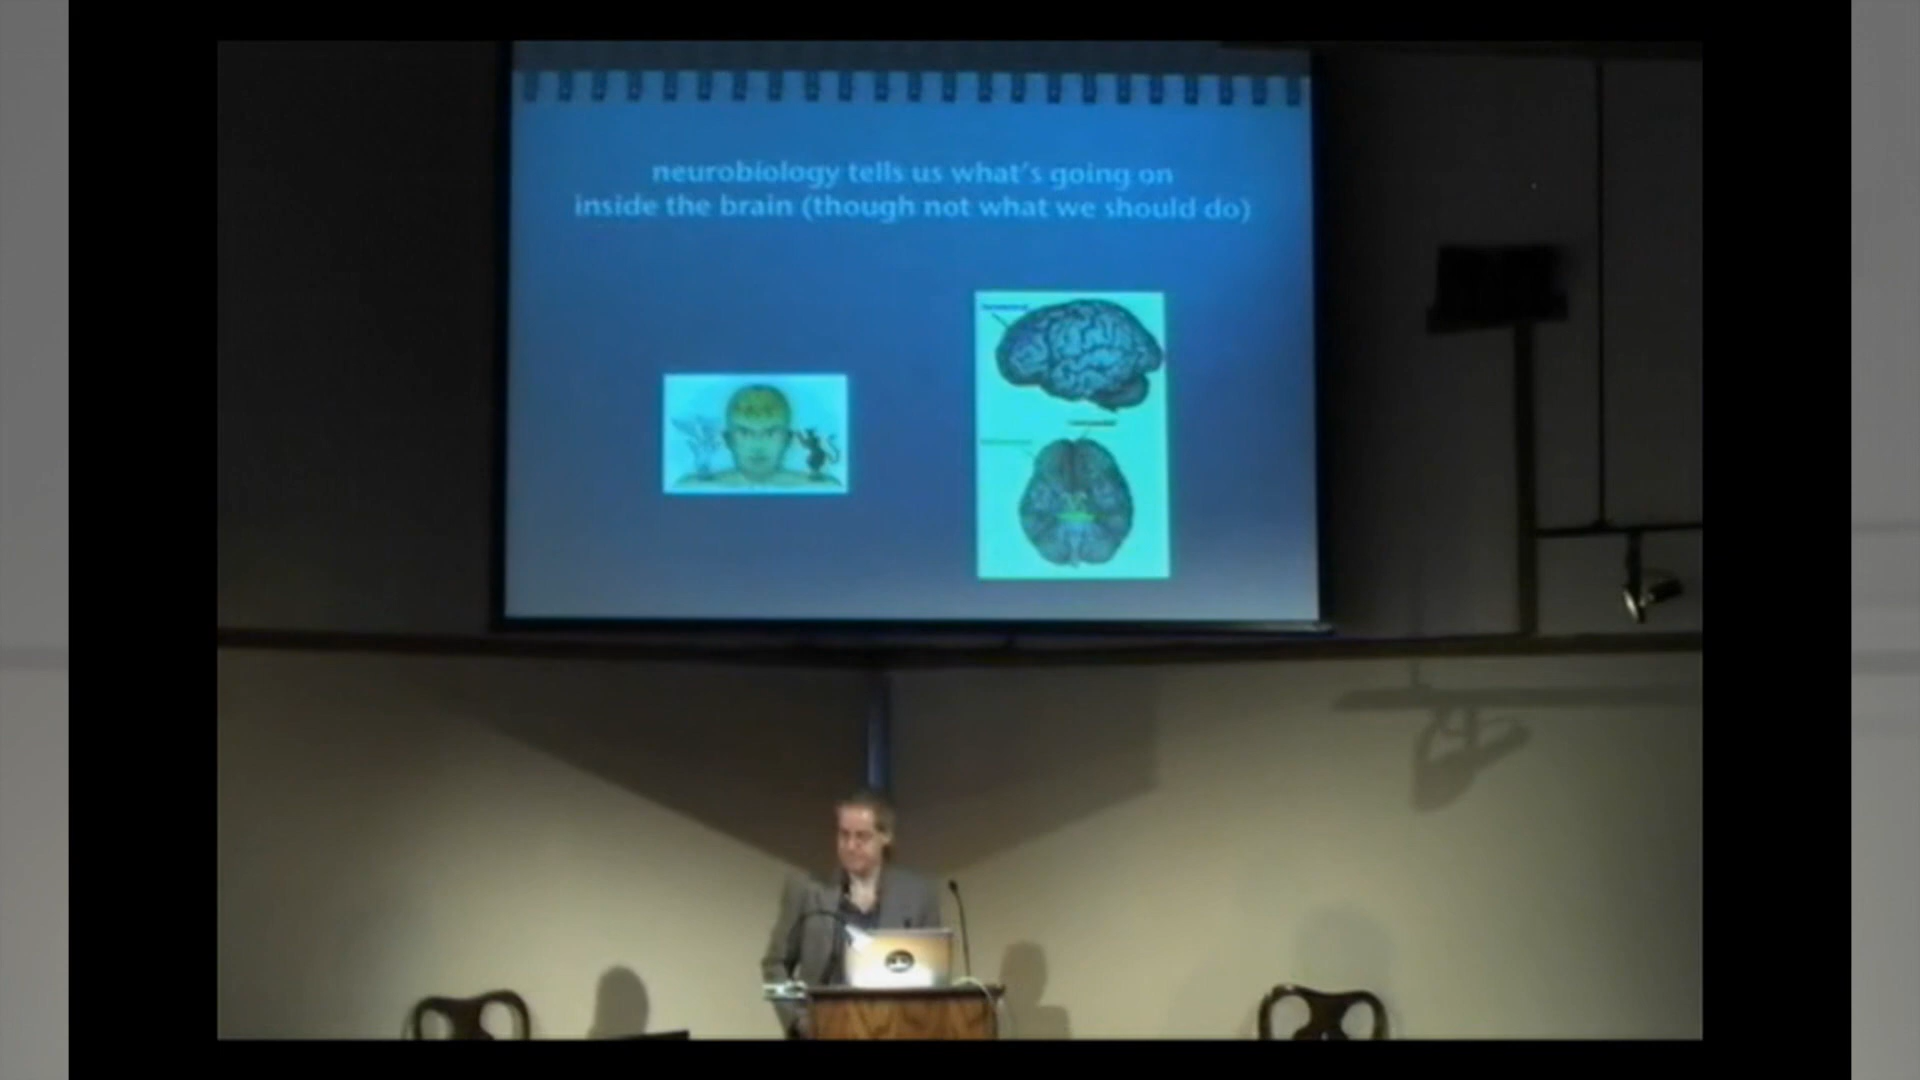 neurobiology tells us what's going on
inside the brain (though not what we should do)